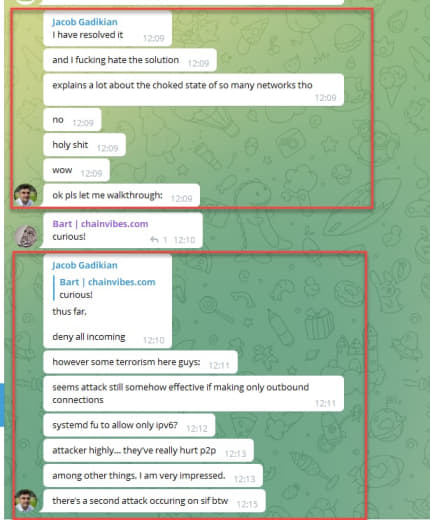 Jacob Gadikian
I have resolved it
12:09
and I fucking hate the solution 12:09
explains a lot about the choked state of so many networks tho
12:09
no 12:09
holy shit 12:09
wow 12:09
ok pls let me walkthrough: 12:09
Bart | chainvibes.com
curious! 1 12:10
Jacob Gadikian
Bart | chainvibes.com
curious!
thus far,
deny all incoming 12:10
however some terrorism here guys: 12:11
seems attack still somehow effective if making only outbound
connections 12:11
systemd fu to allow only ipv6? 12:12
attacker highly... they've really hurt p2p 12:13
among other things, I am very impressed. 12:13
there's a second attack occuring on sif btw 12:15